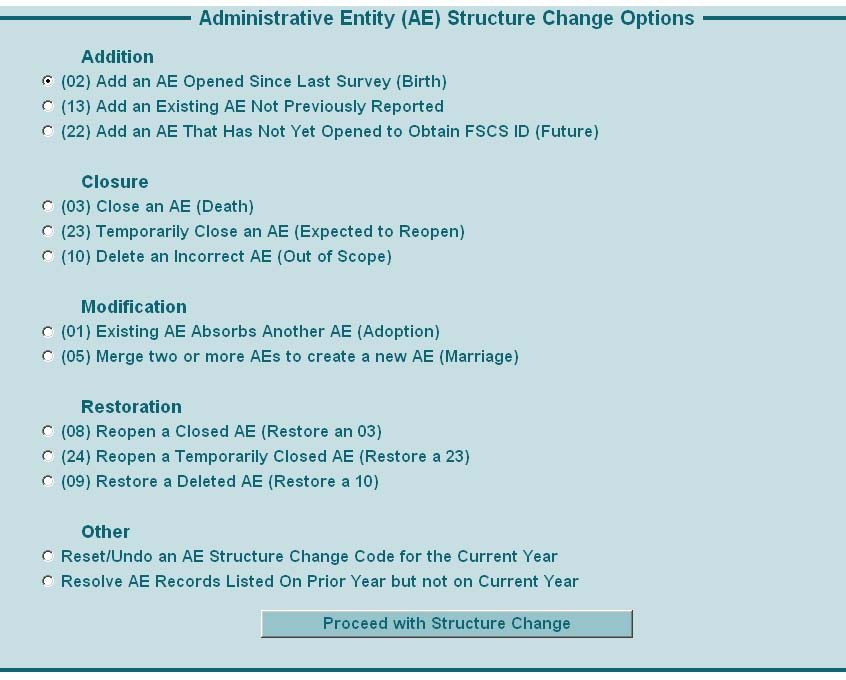 Administrative Entity (AE) Structure Change Options
Addition
(02) Add an AE Opened Since Last Survey (Birth)
(13) Add an Existing AE Not Previously Reported
(22) Add an AE That Has Not Yet Opened to Obtain FSCS ID (Future)
Closure
(03) Close an AE (Death)
(23) Temporarily Close an AE (Expected to Reopen)
(10) Delete an Incorrect AE (Out of Scope)
Modification
(01) Existing AE Absorbs Another AE (Adoption)
(05) Merge two or more AEs to create a new AE (Marriage)
Restoration
(08) Reopen a Closed AE (Restore an 03)
(24) Reopen a Temporarily Closed AE (Restore a 23)
(09) Restore a Deleted AE (Restore a 10)
Other
Reset/Undo an AE Structure Change Code for the Current Year
Resolve AE Records Listed On Prior Year but not on Current Year
Proceed with Structure Change